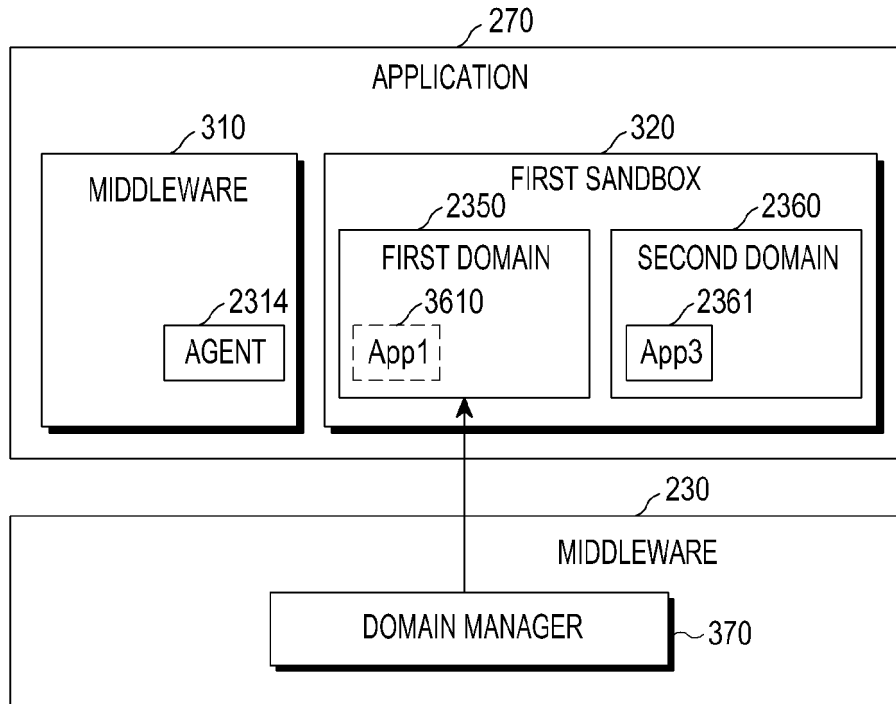 270
APPLICATION
310
320
MIDDLEWARE
FIRST SANDBOX
2350
2360
FIRST DOMAIN
SECOND DOMAIN
2314
3610
2361
AGENT
App1
App3
230
MIDDLEWARE
DOMAIN MANAGER
370